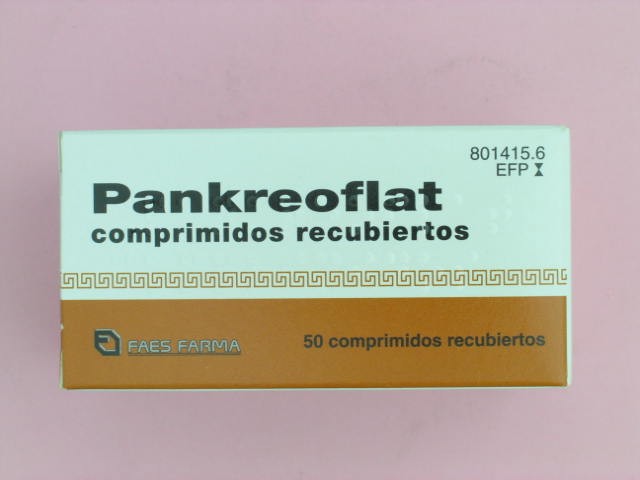 801415.6
EFP
Pankreoflat
comprimidos recubiertos
FAES FARMA
50 comprimidos recubiertos